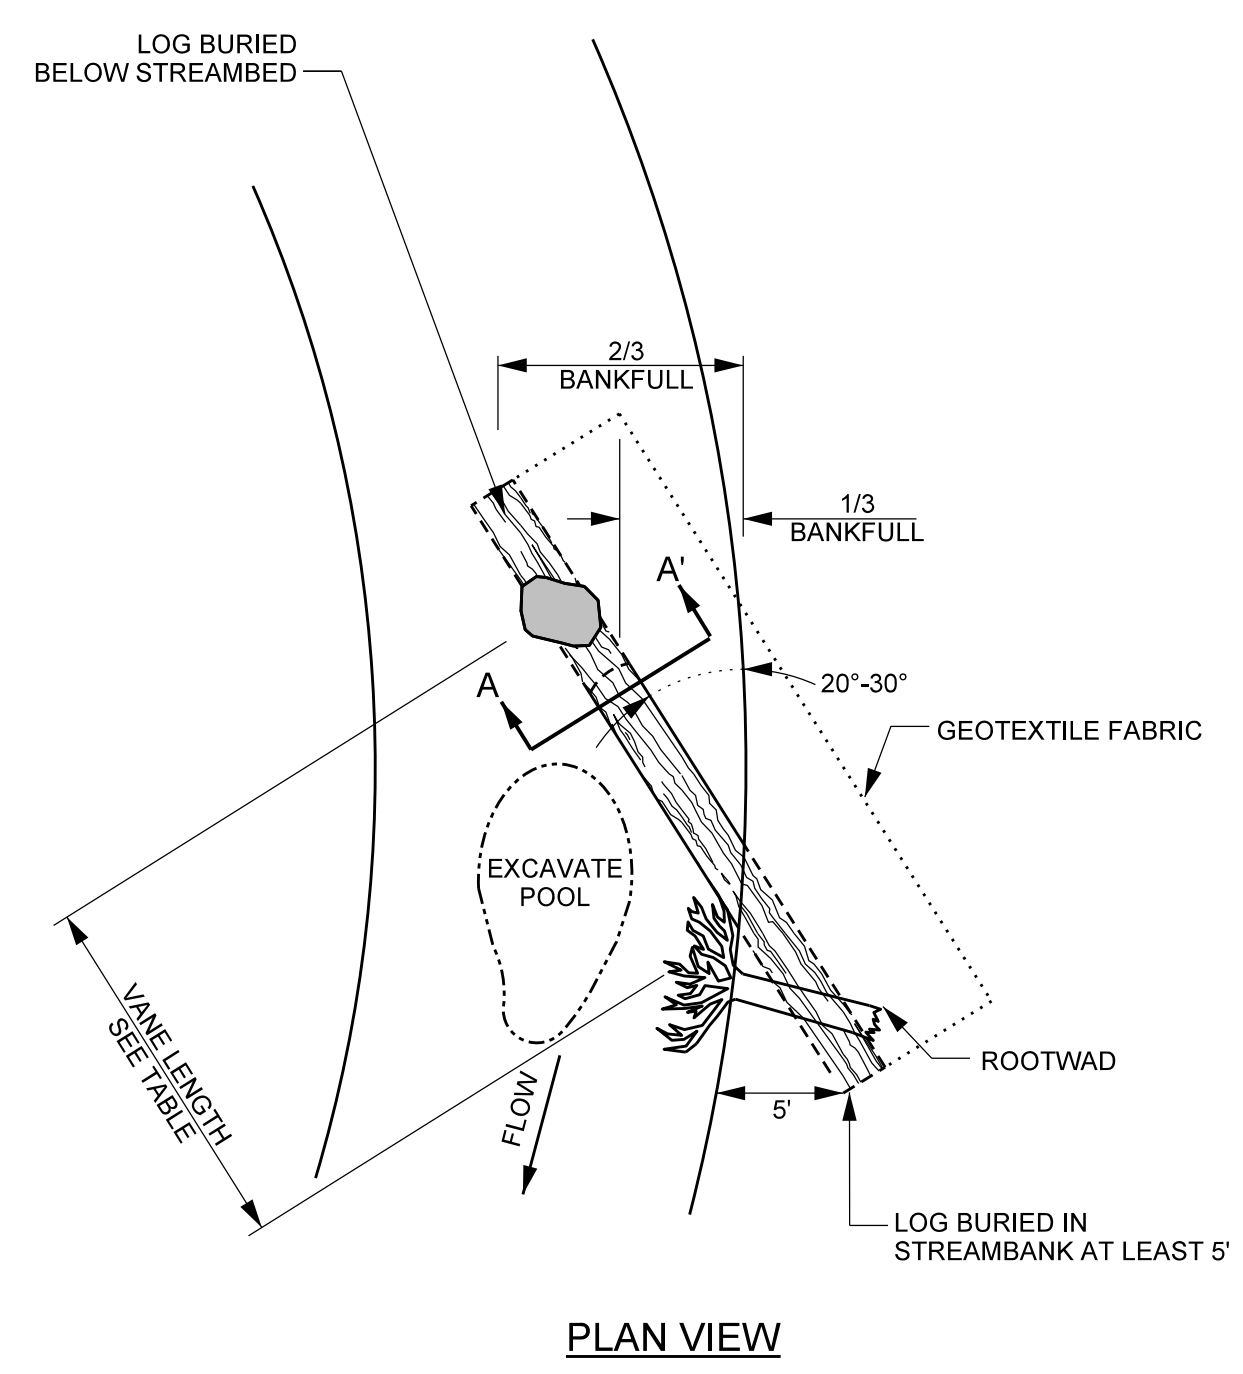 LOG BURIED
BELOW STREAMBED
2/3
BANKFULL
1/3
BANKFULL
A'
A
20°-30°
GEOTEXTILE FABRIC
EXCAVATE
POOL
VANE LENGTH
SEE TABLE
FLOW
ROOTWAD
5'
LOG BURIED IN
STREAMBANK AT LEAST 5'
PLAN VIEW